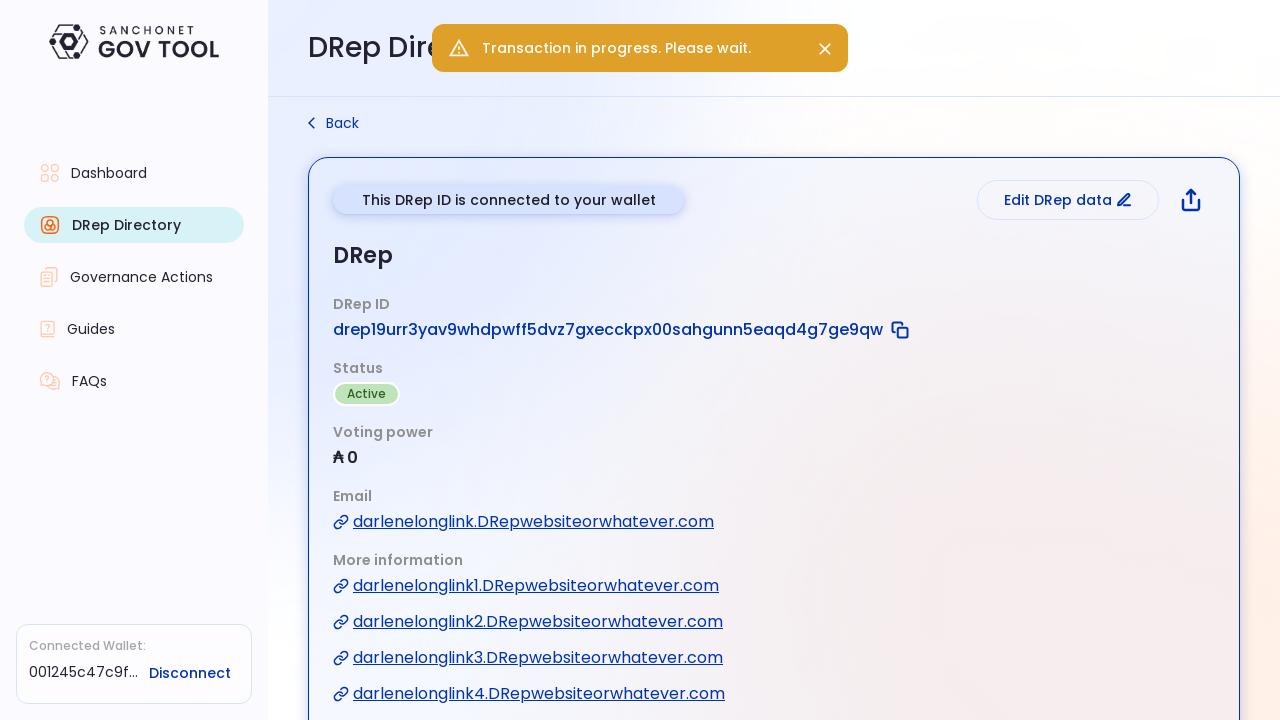 SANCHONET
GOV TOOL
Dashboard
DRep Directory
Governance Actions
Guides
FAQs
Connected Wallet:
001245c47c9f...
Disconnect
DRep Dire
Transaction in progress. Please wait.
Back
This DRep ID is connected to your wallet
Edit DRep data
DRep
DRep ID
drep19urr3yav9whdpwff5dvz7gxecckpx00sahgunn5eaqd4g7ge9qw
Status
Active
Voting power
₳ 0
Email
darlenelonglink.DRepwebsiteorwhatever.com
More information
darlenelonglink1.DRepwebsiteorwhatever.com
darlenelonglink2.DRepwebsiteorwhatever.com
darlenelonglink3.DRepwebsiteorwhatever.com
darlenelonglink4.DRepwebsiteorwhatever.com